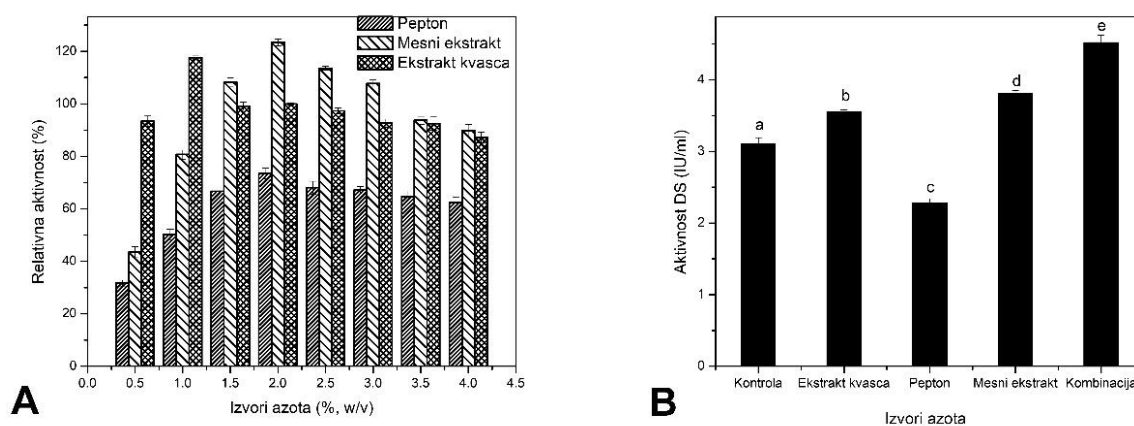 Pepton
Mesni ekstrakt
Ekstrakt kvasca
120
100
80
60
40
20
0
Relativna aktivnost (%)
0.0 0.5 1.0 1.5 2.0 2.5 3.0 3.5 4.0 4.5
Izvori azota (%, w/v)
A
4
3
2
1
0
Aktivnost DS (IU/ml)
a
b
c
d
e
Kontrola Ekstrakt kvasca Pepton Mesni ekstrakt Kombinacija
Izvori azota
B